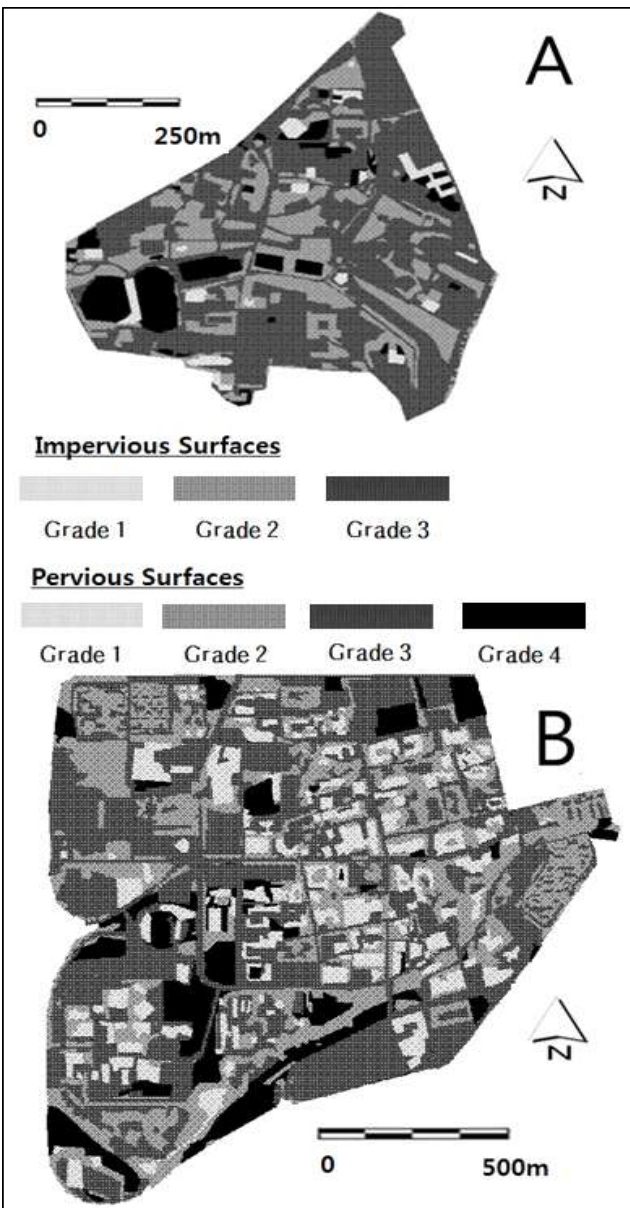 A
0 250m
N
Impervious Surfaces
Grade 1 Grade 2 Grade 3
Pervious Surfaces
Grade 1 Grade 2 Grade 3 Grade 4
B
N
0 500m